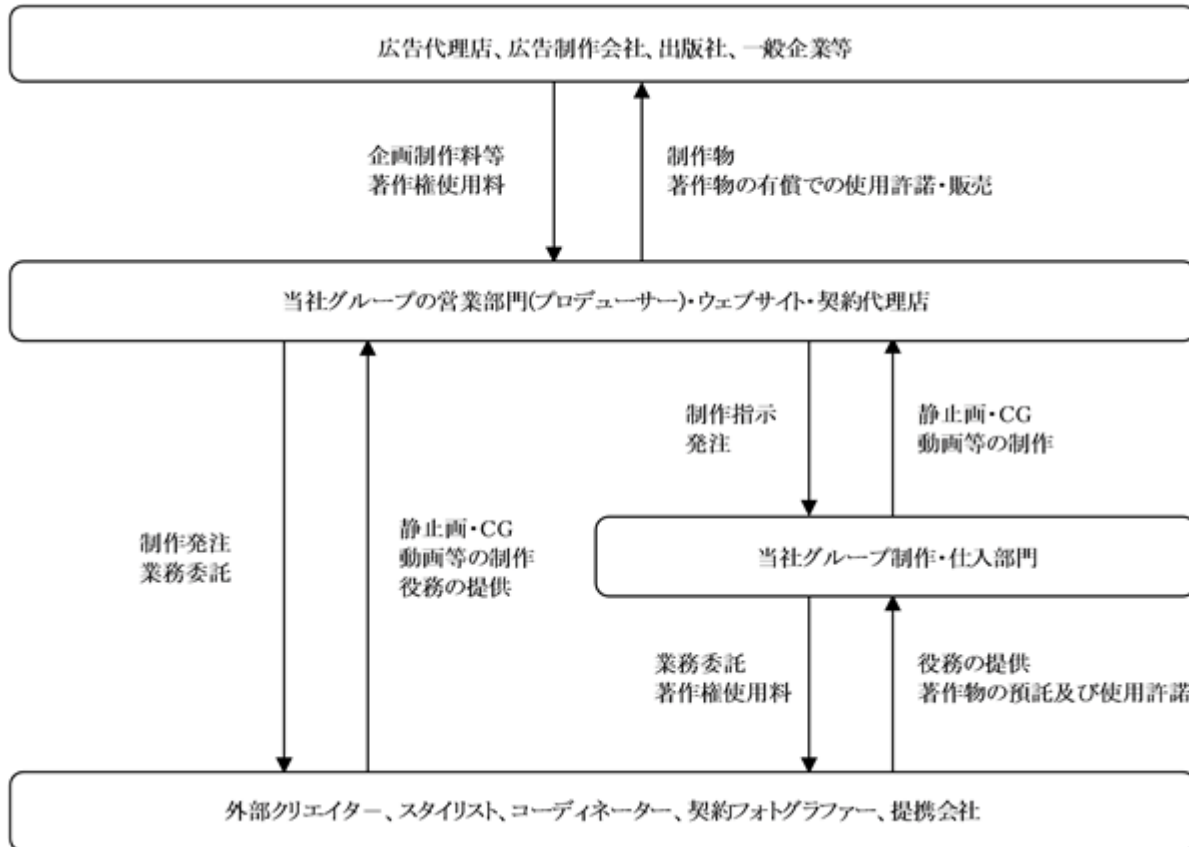 広告代理店、広告制作会社、出版社、一般企業等
企画制作料等
著作権使用料
制作物
著作物の有償での使用許諾・販売
当社グループの営業部門(プロデューサー)・ウェブサイト・契約代理店
制作指示
発注
静止画・CG
動画等の制作
制作発注
業務委託
静止画・CG
動画等の制作
役務の提供
当社グループ制作・仕入部門
業務委託
著作権使用料
役務の提供
著作物の預託及び使用許諾
外部クリエイター、スタイリスト、コーディネーター、契約フォトグラファー、提携会社